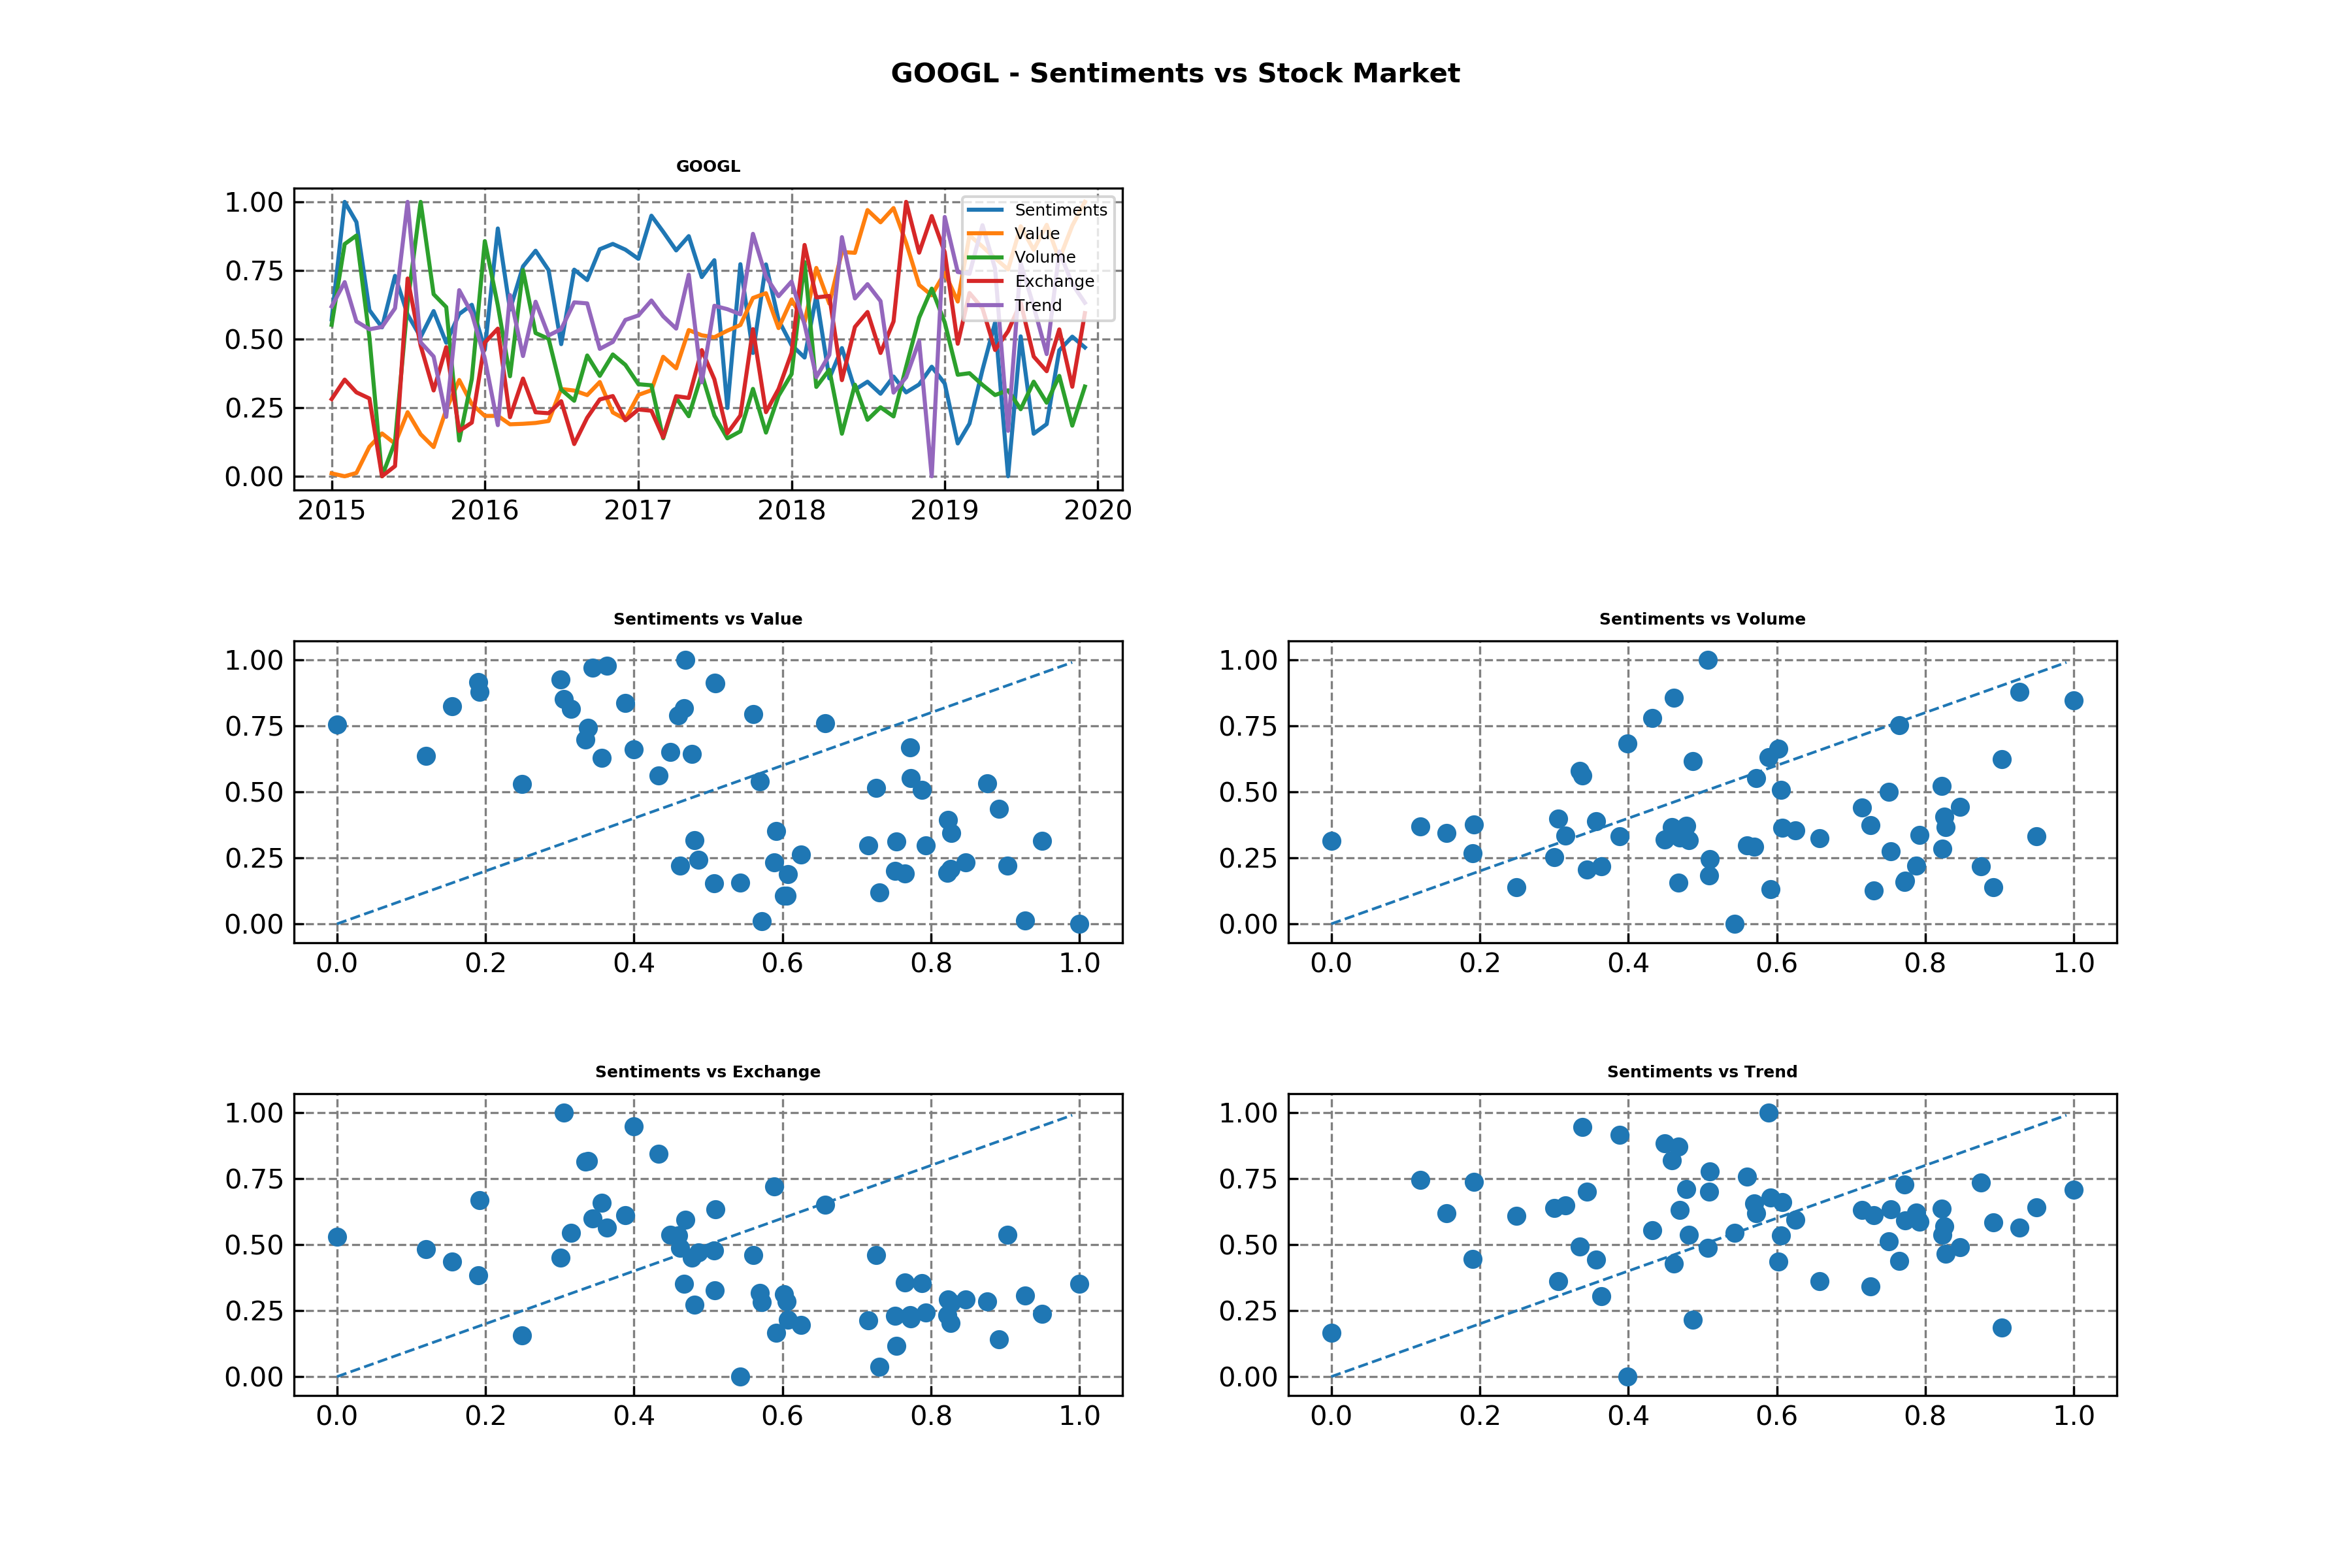 GOOGL - Sentiments vs Stock Market
GOOGL
1.00
0.75
0.50
0.25
0.00
Sentiments
Value
Volume
Exchange
Trend
2015 2016 2017 2018 2019 2020
Sentiments vs Value
1.00
0.75
0.50
0.25
0.00
0.0 0.2 0.4 0.6 0.8 1.0
Sentiments vs Volume
1.00
0.75
0.50
0.25
0.00
0.0 0.2 0.4 0.6 0.8 1.0
Sentiments vs Exchange
1.00
0.75
0.50
0.25
0.00
0.0 0.2 0.4 0.6 0.8 1.0
Sentiments vs Trend
1.00
0.75
0.50
0.25
0.00
0.0 0.2 0.4 0.6 0.8 1.0